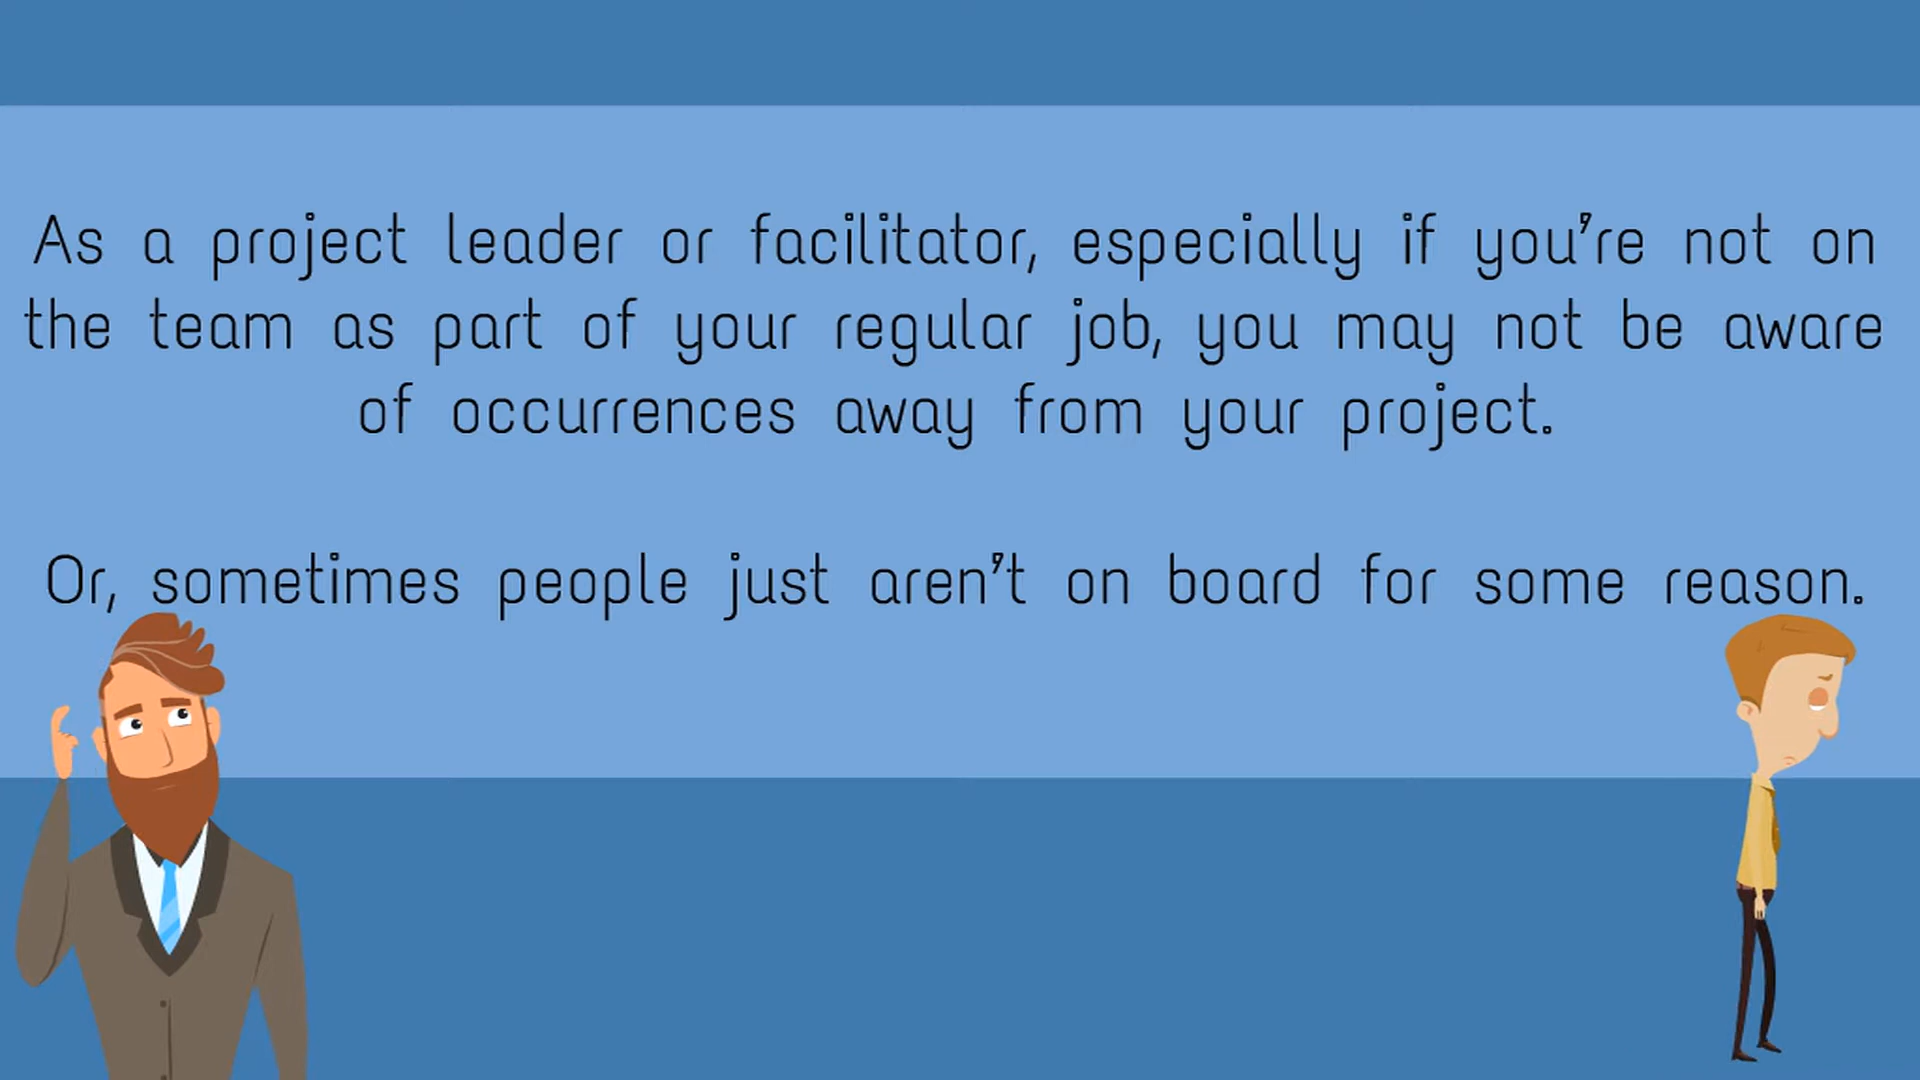 As a project leader or facilitator, especially if you're not on
the team as part of your regular job, you may not be aware
of occurrences away from your project.
Or, sometimes people just aren't on board for some reason.